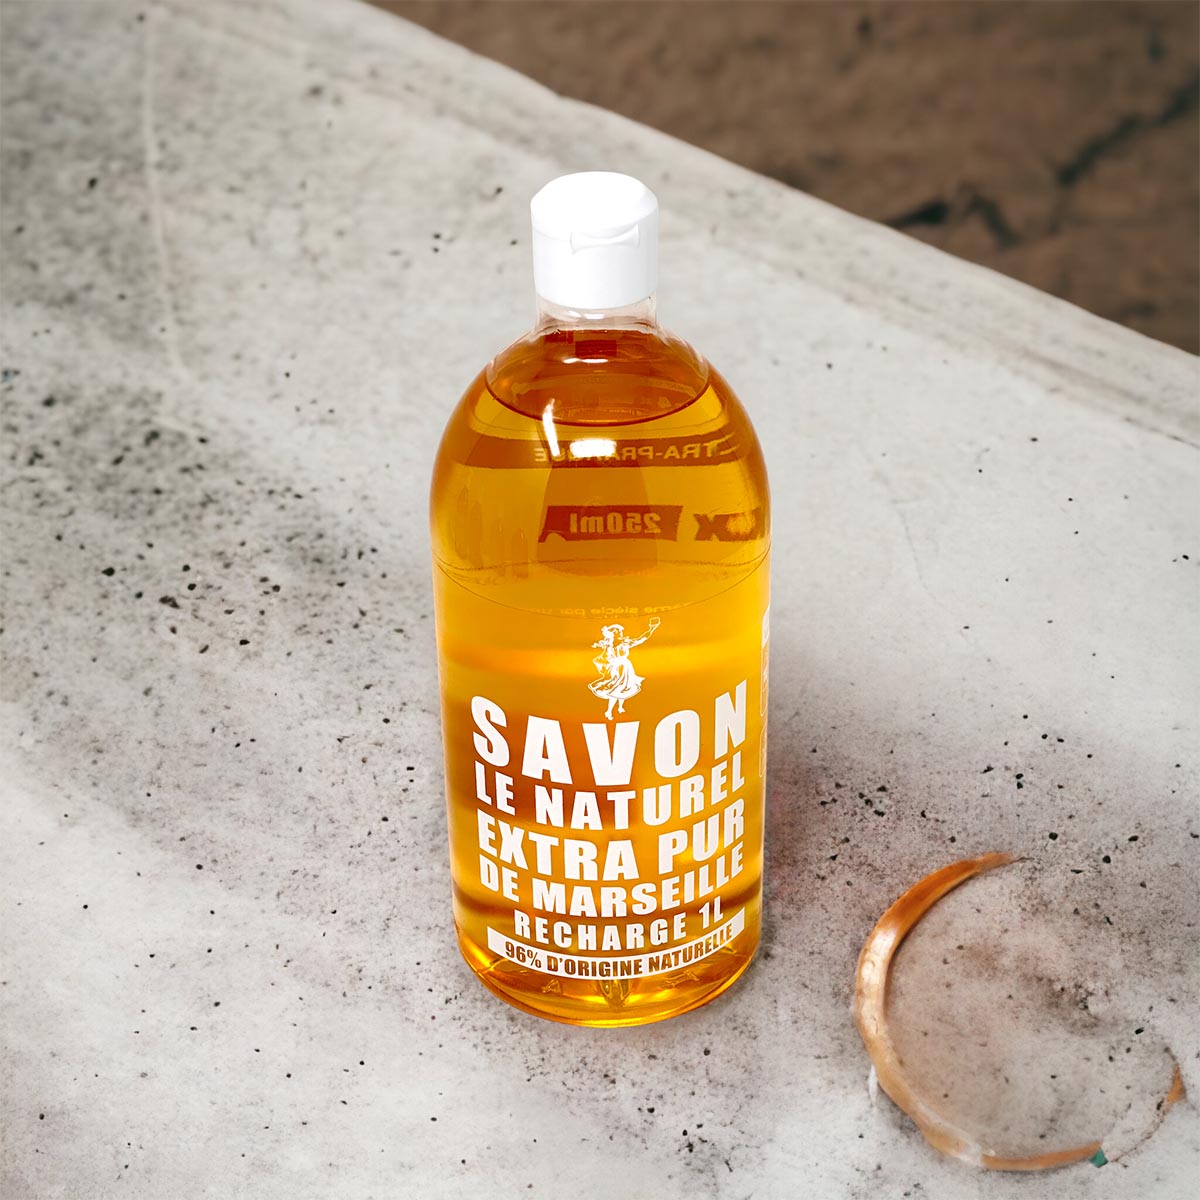 250ml
SAVON
LE NATUREL
EXTRA PUR
DE MARSEILLE
RECHARGE 1L
96% D'ORIGINE NATURELLE